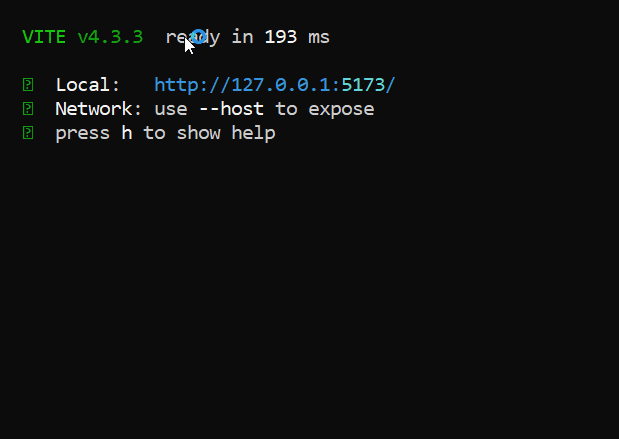 VITE v4.3.3 ready in 193 ms
Local: http://127.0.0.1:5173/
Network: use --host to expose
press h to show help